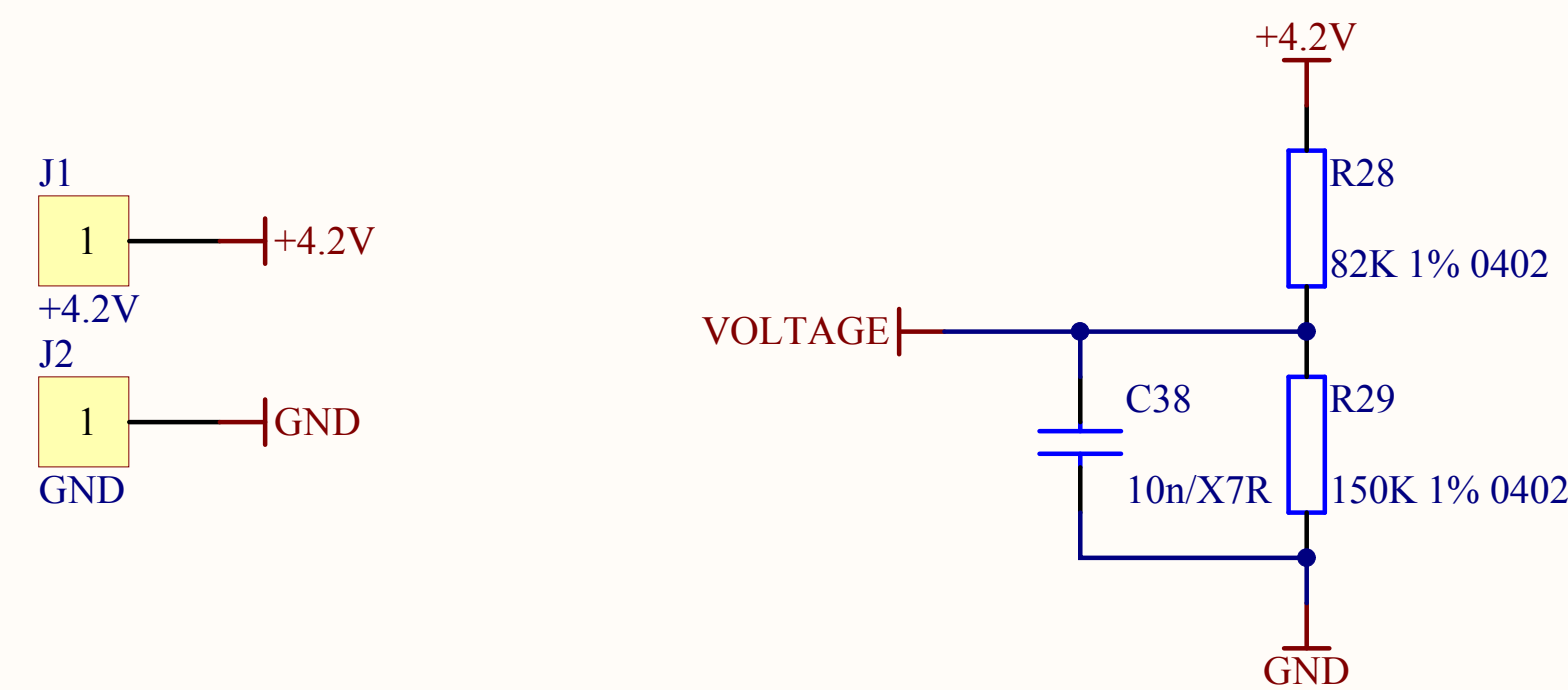 J1
1
+4.2V
+4.2V
J2
1
GND
GND
+4.2V
R28
82K 1% 0402
VOLTAGE
C38
10n/X7R
R29
150K 1% 0402
GND